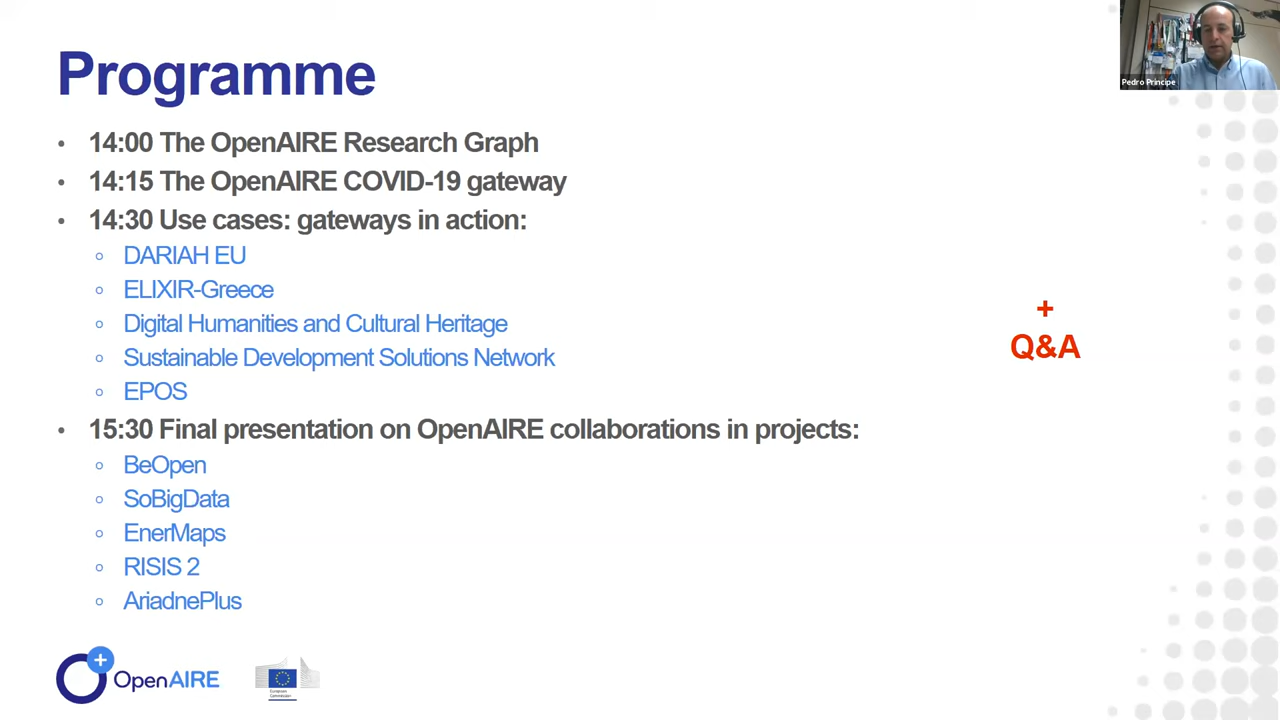 Programme
Pedro Principe
• 14:00 The OpenAIRE Research Graph
• 14:15 The OpenAIRE COVID-19 gateway
• 14:30 Use cases: gateways in action:
○ DARIAH EU
○ ELIXIR-Greece
○ Digital Humanities and Cultural Heritage
○ Sustainable Development Solutions Network
○ EPOS
+
Q&A
• 15:30 Final presentation on OpenAIRE collaborations in projects:
○ BeOpen
○ SoBigData
○ EnerMaps
○ RISIS 2
○ AriadnePlus
OpenAIRE
European
Commission